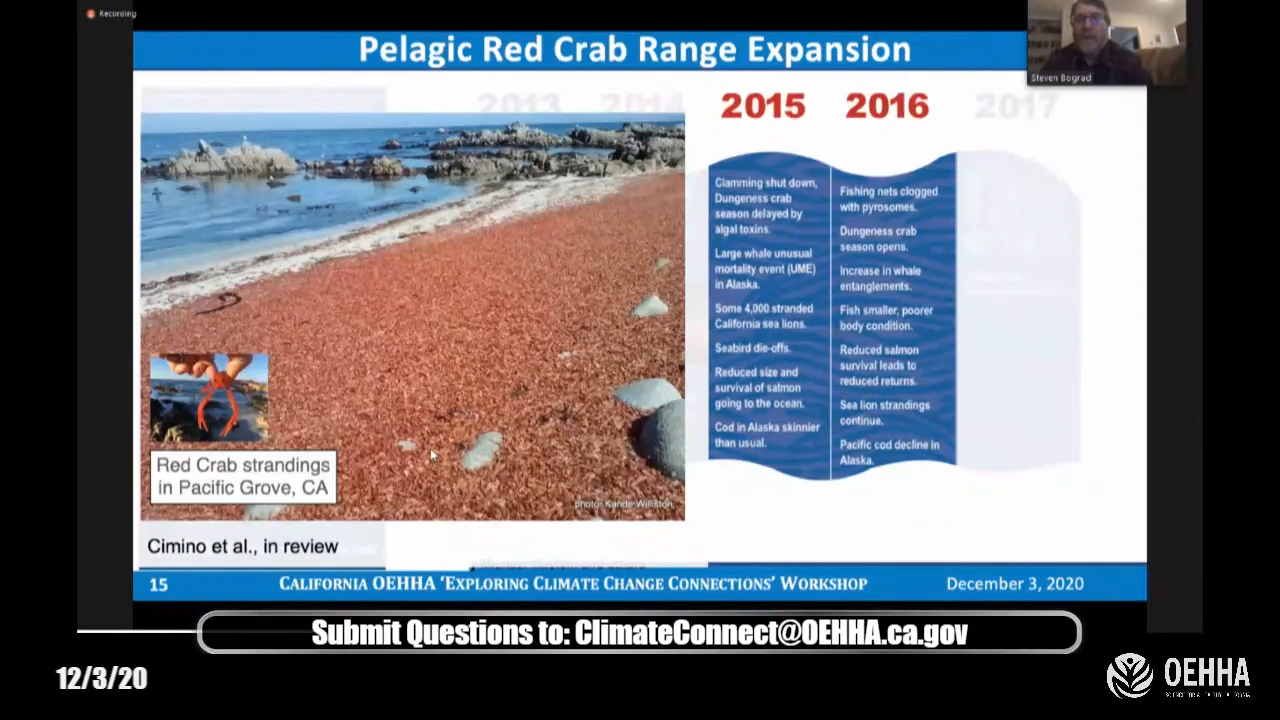 Recording
Pelagic Red Crab Range Expansion
Steven Bograd
2013
2014
2015
2016
2017
Clamming shut down,
Dungeness crab
season delayed by
algal toxins.
Large whale unusual
mortality event (UME)
in Alaska.
Some 4,000 stranded
California sea lions.
Seabird die-offs.
Reduced size and
survival of salmon
going to the ocean.
Cod in Alaska skinnier
than usual.
Fishing nets clogged
with pyrosomes.
Dungeness crab
season opens.
Increase in whale
entanglements.
Fish smaller, poorer
body condition.
Reduced salmon
survival leads to
reduced returns.
Sea lion strandings
continue.
Pacific cod decline in
Alaska.
Red Crab strandings
in Pacific Grove, CA
photo: Kande Williston
Cimino et al., in review
15
CALIFORNIA OEHHA ‘EXPLORING CLIMATE CHANGE CONNECTIONS’ WORKSHOP
December 3, 2020
Submit Questions to: ClimateConnect@OEHHA.ca.gov
12/3/20
OEHHA